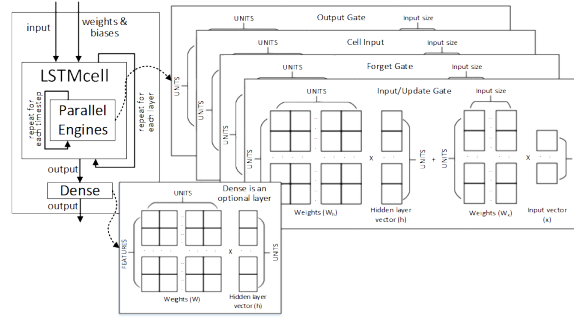 input
weights &
biases
LSTMcell
repeat for
each timestep
Parallel
Engines
repeat for
each layer
output
Dense
output
UNITS
Output Gate
Input size
UNITS
UNITS
Cell Input
Input size
UNITS
Forget Gate
Input size
UNITS
Input/Update Gate
Input size
UNITS
x
UNITS
+
UNITS
x
Weights (Wh)
Hidden layer
vector (h)
Weights (Wx)
Input vector
(x)
Dense is an
optional layer
UNITS
FEATURES
x
UNITS
Weights (W)
Hidden layer
vector (h)